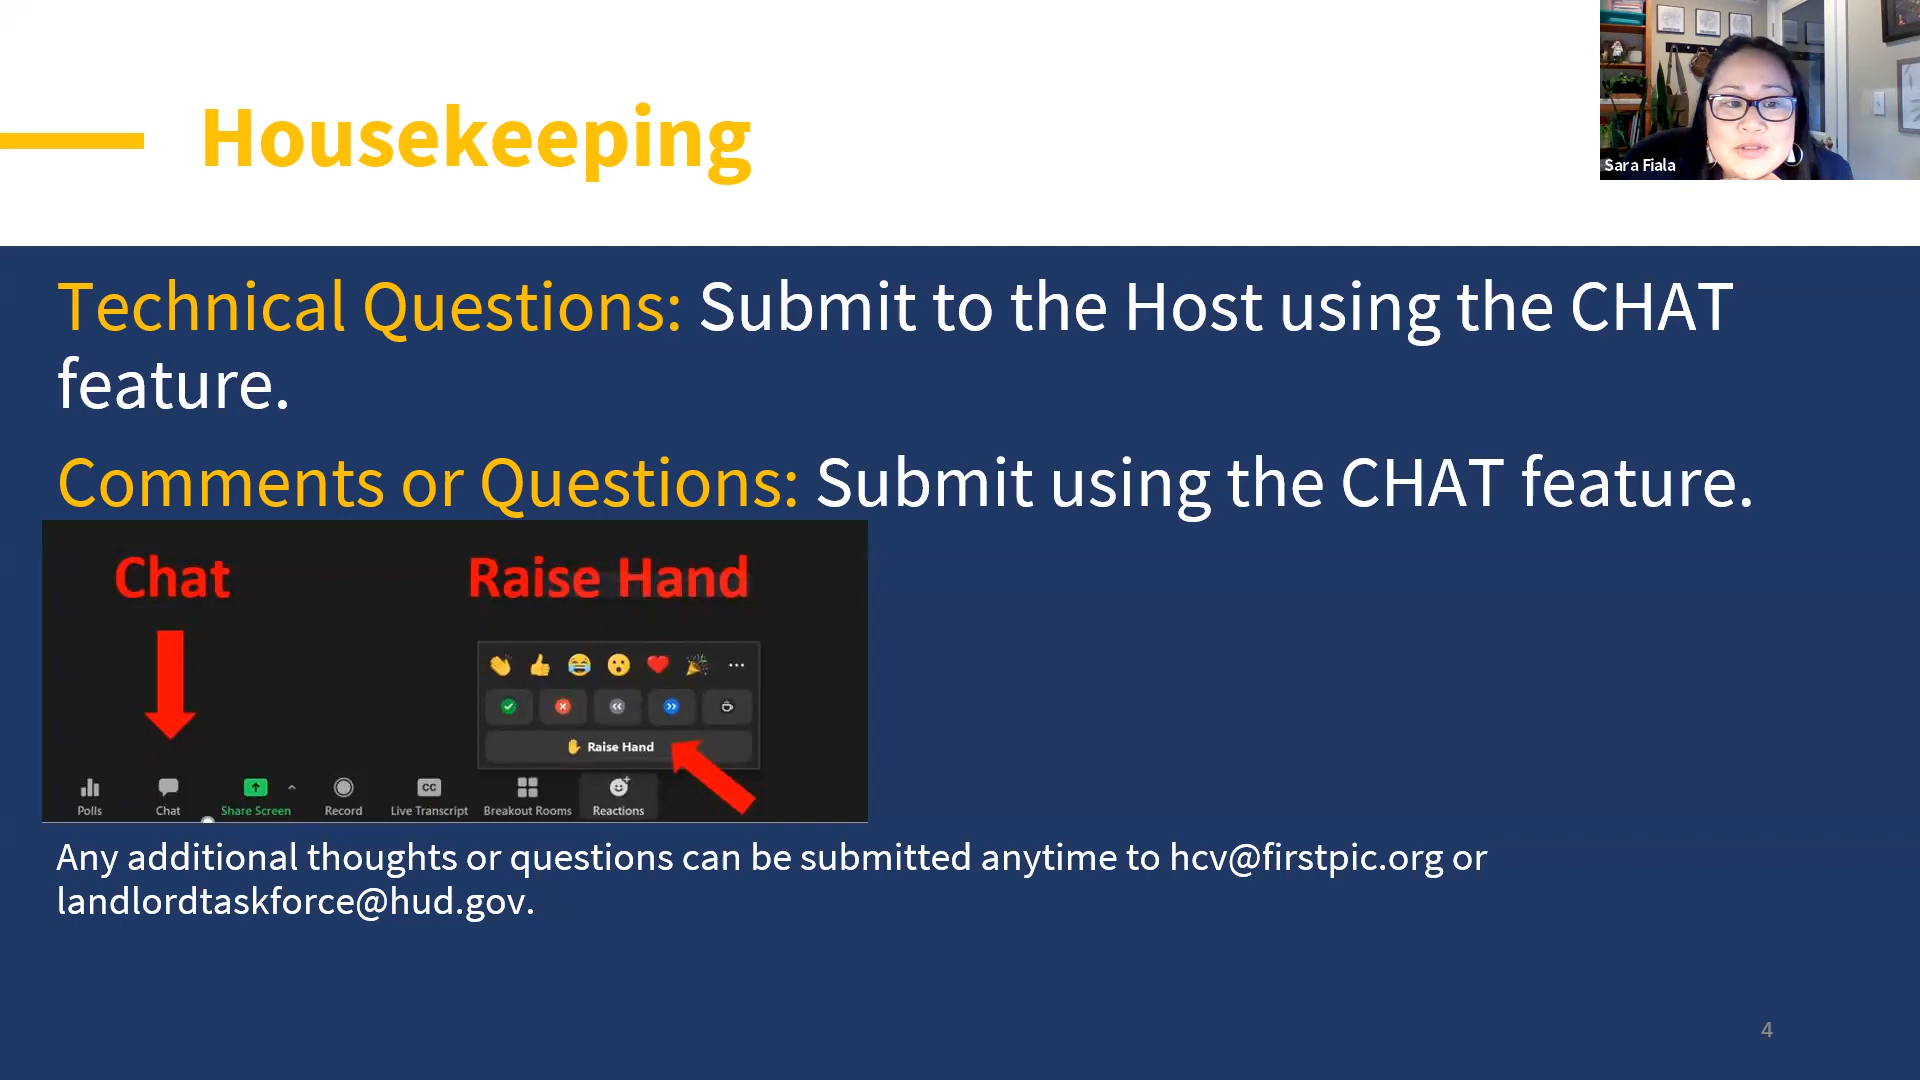 Housekeeping
Sara Fiala
Technical Questions: Submit to the Host using the CHAT
feature.
Comments or Questions: Submit using the CHAT feature.
Chat
Raise Hand
Raise Hand
Polls
Chat
Share Screen
Record
CC
Live Transcript
Breakout Rooms
Reactions
Any additional thoughts or questions can be submitted anytime to hcv@firstpic.org or
landlordtaskforce@hud.gov.
4